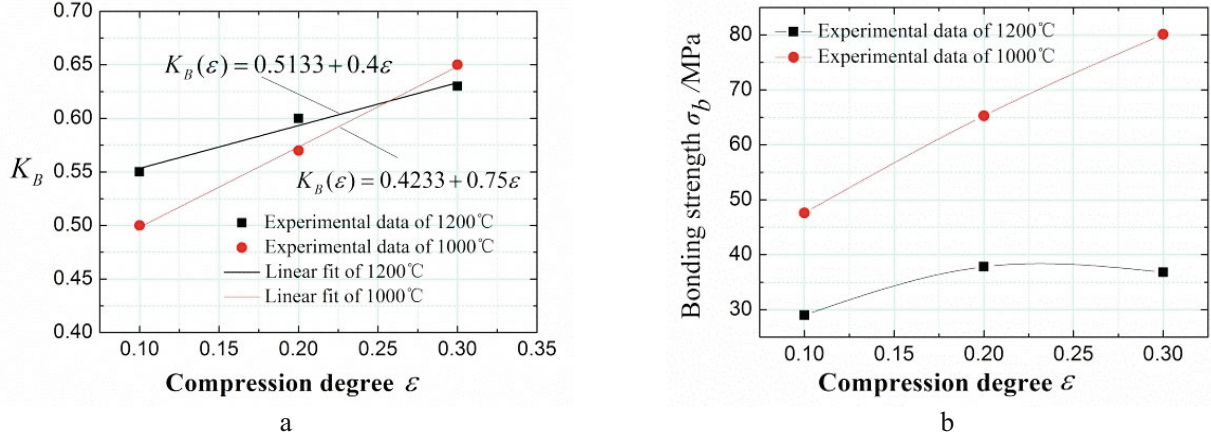 0.65
0.60
0.55
0.50
0.45
0.40
K_B
K_B(ε) = 0.5133 + 0.4ε
K_B(ε) = 0.4233 + 0.75ε
Experimental data of 1200℃
Experimental data of 1000℃
Linear fit of 1200℃
Linear fit of 1000℃
0.10 0.15 0.20 0.25 0.30 0.35
Compression degree ε
a
80
70
60
50
40
30
Bonding strength σ_b /MPa
Experimental data of 1200℃
Experimental data of 1000℃
0.10 0.15 0.20 0.25 0.30
Compression degree ε
b